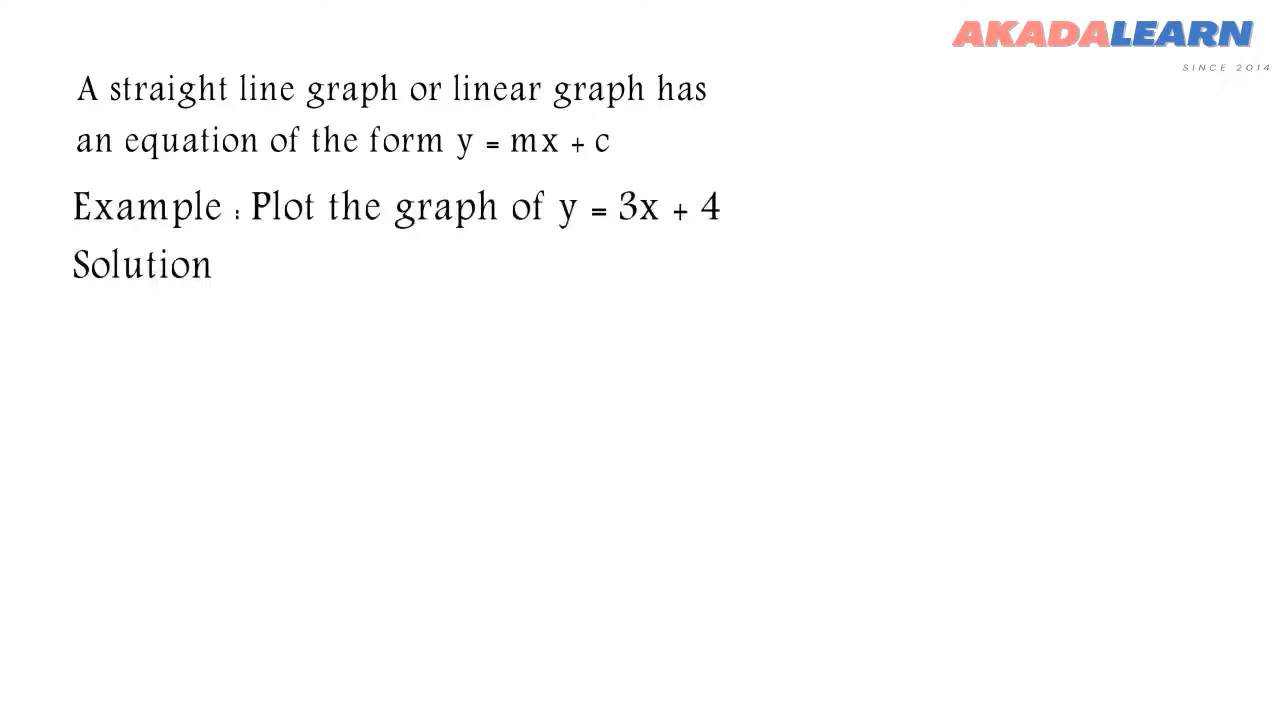 AKADALEARN
SINCE 2014
A straight line graph or linear graph has
an equation of the form y = mx + c
Example : Plot the graph of y = 3x + 4
Solution